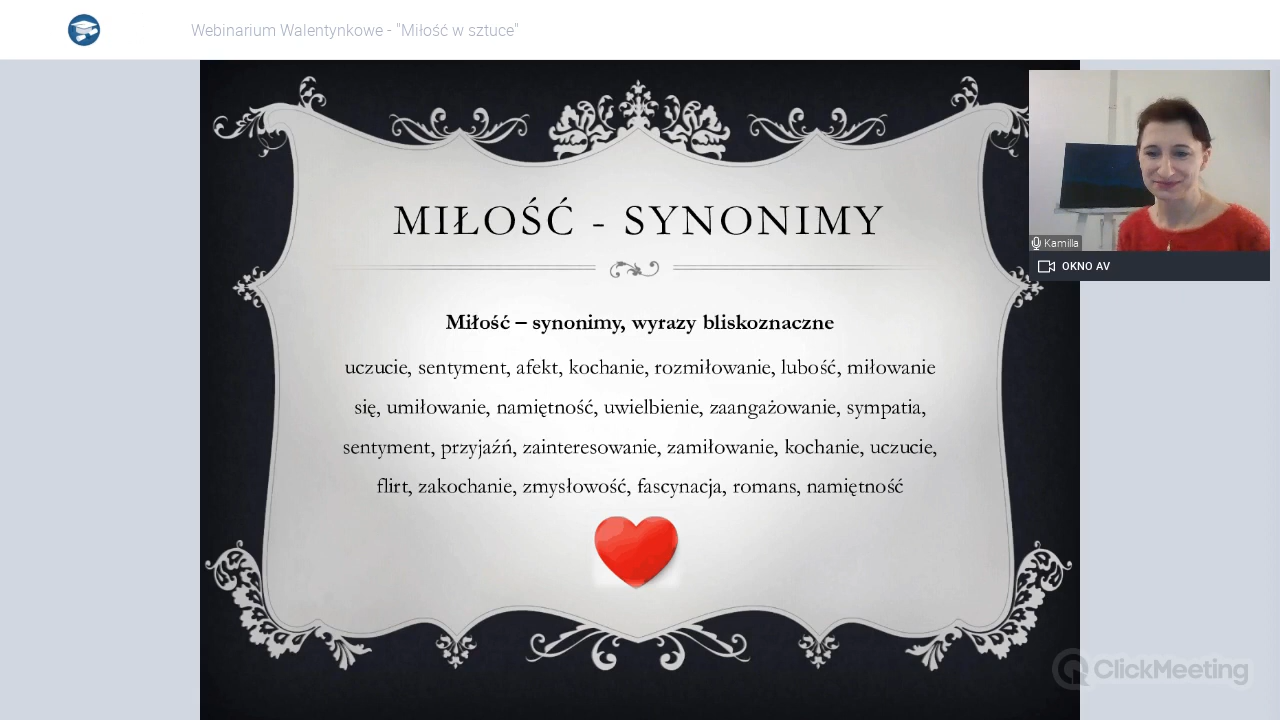 Webinarium Walentynkowe - "Miłość w sztuce"
MIŁOŚĆ - SYNONIMY
Miłość – synonimy, wyrazy bliskoznaczne
uczucie, sentyment, afekt, kochanie, rozmiłowanie, lubość, miłowanie
się, umiłowanie, namiętność, uwielbienie, zaangażowanie, sympatia,
sentyment, przyjaźń, zainteresowanie, zamiłowanie, kochanie, uczucie,
flirt, zakochanie, zmysłowość, fascynacja, romans, namiętność
Kamilla
OKNO AV
ClickMeeting